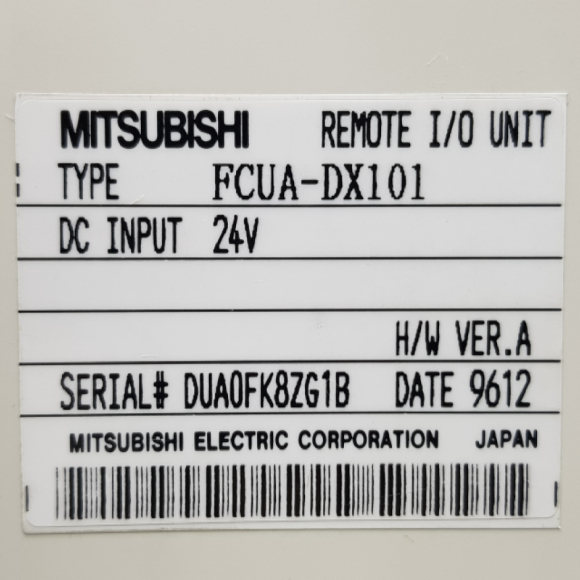 MITSUBISHI REMOTE I/O UNIT
TYPE FCUA-DX101
DC INPUT 24V
H/W VER.A
SERIAL# DUA0FK8ZG1B DATE 9612
MITSUBISHI ELECTRIC CORPORATION JAPAN